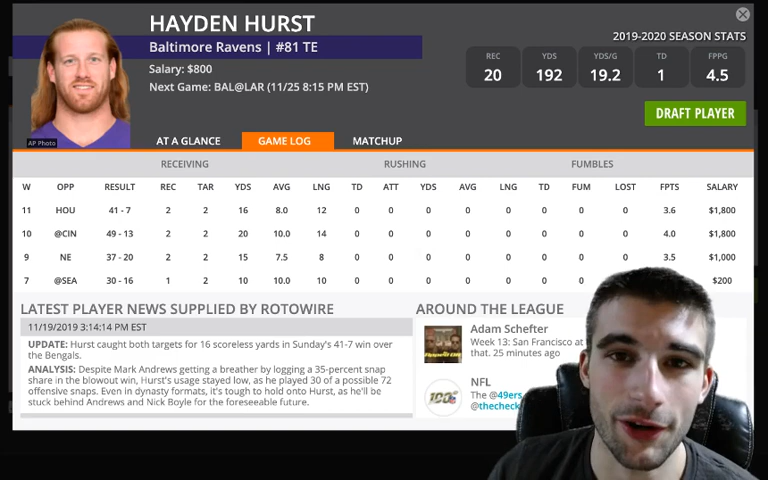 HAYDEN HURST
Baltimore Ravens | #81 TE
Salary: $800
Next Game: BAL@LAR (11/25 8:15 PM EST)
AP Photo
2019-2020 SEASON STATS
REC YDS YDS/G TD FPPG
20 192 19.2 1 4.5
DRAFT PLAYER
AT A GLANCE GAME LOG MATCHUP
RECEIVING RUSHING FUMBLES
W OPP RESULT REC TAR YDS AVG LNG TD ATT YDS AVG LNG TD FUM LOST FPTS SALARY
11 HOU 41 - 7 2 2 16 8.0 12 0 0 0 0 0 0 0 0 3.6 $1,800
10 @CIN 49 - 13 2 2 20 10.0 14 0 0 0 0 0 0 0 0 4.0 $1,800
9 NE 37 - 20 2 2 15 7.5 8 0 0 0 0 0 0 0 0 3.5 $1,000
7 @SEA 30 - 16 1 2 10 10.0 10 0 0 0 0 0 0 0 $200
LATEST PLAYER NEWS SUPPLIED BY ROTOWIRE
11/19/2019 3:14:14 PM EST
UPDATE: Hurst caught both targets for 16 scoreless yards in Sunday's 41-7 win over
the Bengals.
ANALYSIS: Despite Mark Andrews getting a breather by logging a 35-percent snap
share in the blowout win, Hurst's usage stayed low, as he played 30 of a possible 72
offensive snaps. Even in dynasty formats, it's tough to hold onto Hurst, as he'll be
stuck behind Andrews and Nick Boyle for the foreseeable future.
AROUND THE LEAGUE
Adam Schefter
Week 13: San Francisco at
that. 25 minutes ago
NFL
The @49ers
@thecheck
100